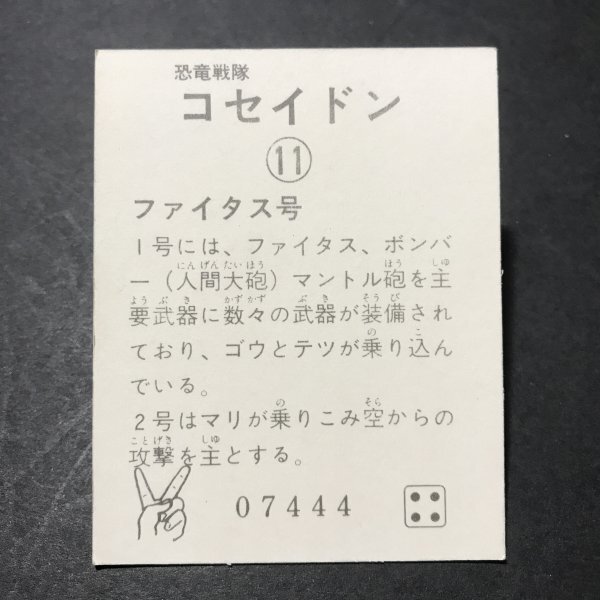 恐竜戦隊
コセイドン
⑪
ファイタス号
1号には、ファイタス、ボンバ
ー（人間大砲）マントル砲を主
要武器に数々の武器が装備され
ており、ゴウとテツが乗り込ん
でいる。
2号はマリが乗りこみ空からの
攻撃を主とする。
07444